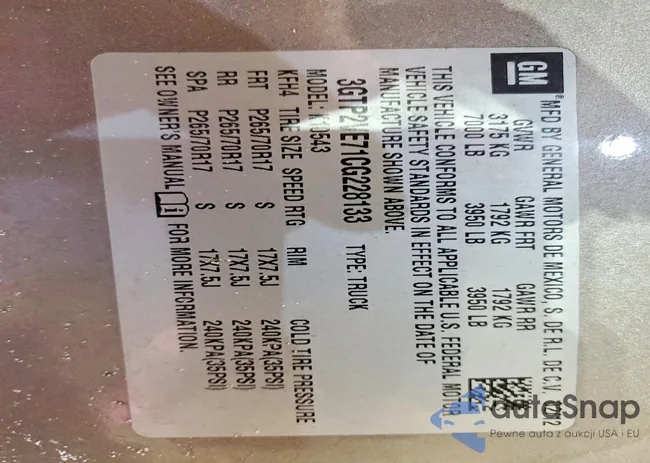 GM
MFD BY GENERAL MOTORS DE MEXICO, S. DE R.L. DE C.V.
GVWR GAWR FRT GAWR RR
3175 KG 1792 KG 1792 KG
7000 LB 3950 LB 3950 LB
THIS VEHICLE CONFORMS TO ALL APPLICABLE U.S. FEDERAL MOTOR
VEHICLE SAFETY STANDARDS IN EFFECT ON THE DATE OF
MANUFACTURE SHOWN ABOVE.
3GTP2VE71CG228133 TYPE: TRUCK
MODEL: K10543
KFH4 TIRE SIZE SPEED RTG RIM COLD TIRE PRESSURE
FRT P265/70R17 S 17X7.5J 240KPA(35PSI)
RR P265/70R17 S 17X7.5J 240KPA(35PSI)
SPA P265/70R17 S 17X7.5J 240KPA(35PSI)
SEE OWNER'S MANUAL FOR MORE INFORMATION.
autaSnap
Pewne auta z aukcji USA i EU